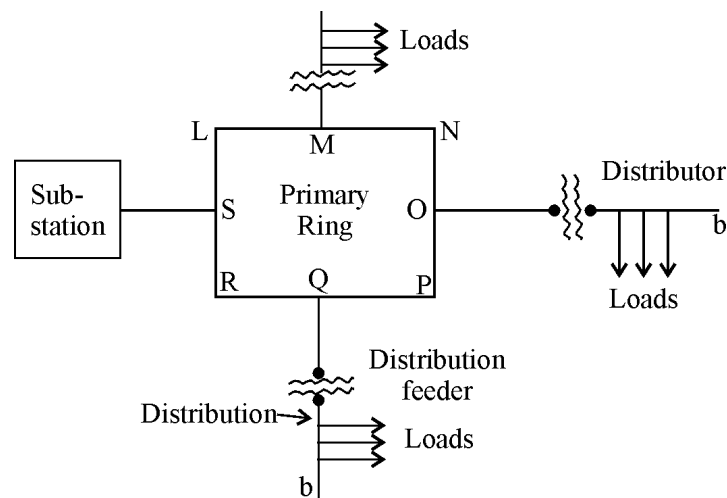 Loads
L
M
N
Sub-
station
S
Primary
Ring
O
Distributor
b
Loads
R
Q
P
Distribution
feeder
Distribution
Loads
b